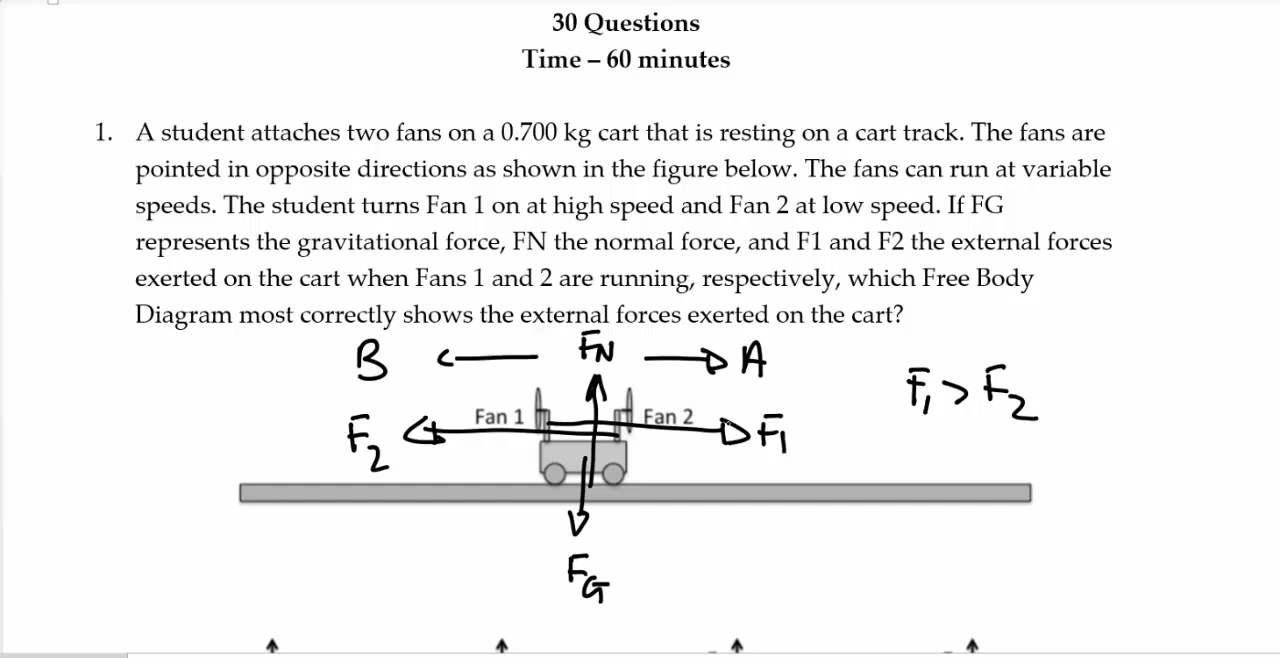 30 Questions
Time – 60 minutes
1. A student attaches two fans on a 0.700 kg cart that is resting on a cart track. The fans are
pointed in opposite directions as shown in the figure below. The fans can run at variable
speeds. The student turns Fan 1 on at high speed and Fan 2 at low speed. If FG
represents the gravitational force, FN the normal force, and F1 and F2 the external forces
exerted on the cart when Fans 1 and 2 are running, respectively, which Free Body
Diagram most correctly shows the external forces exerted on the cart?
B FN A
F1 > F2
Fan 1 Fan 2
F2 F1
FG